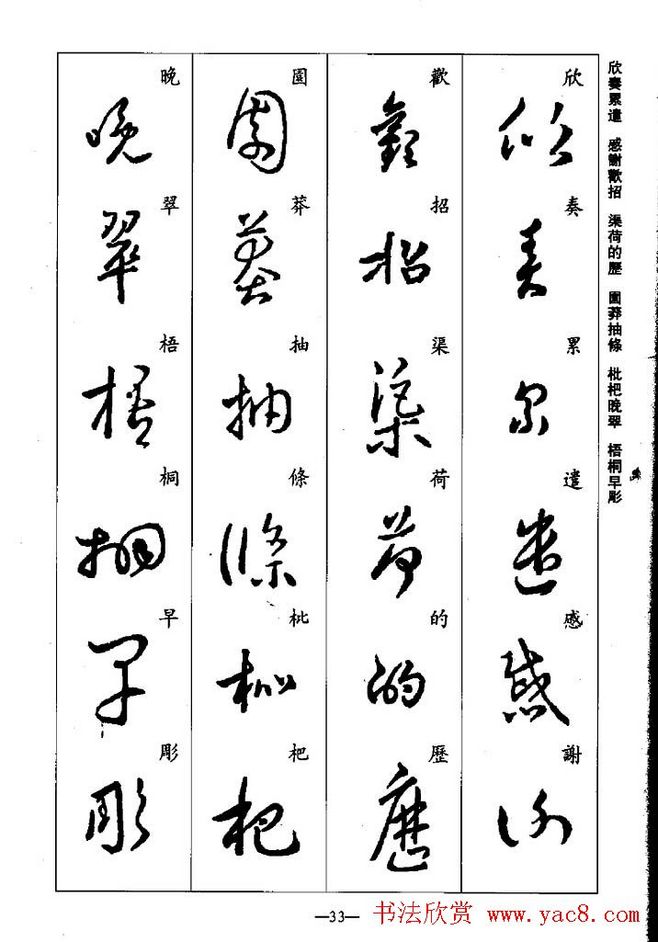 欣奏累遣 感謝歡招 渠荷的歷 園莽抽條 枇杷晚翠 梧桐早彫
欣奏累遣感謝
歡招渠荷的歷
園莽抽條枇杷
晚翠梧桐早彫
—33—
书法欣赏 www.yac8.com